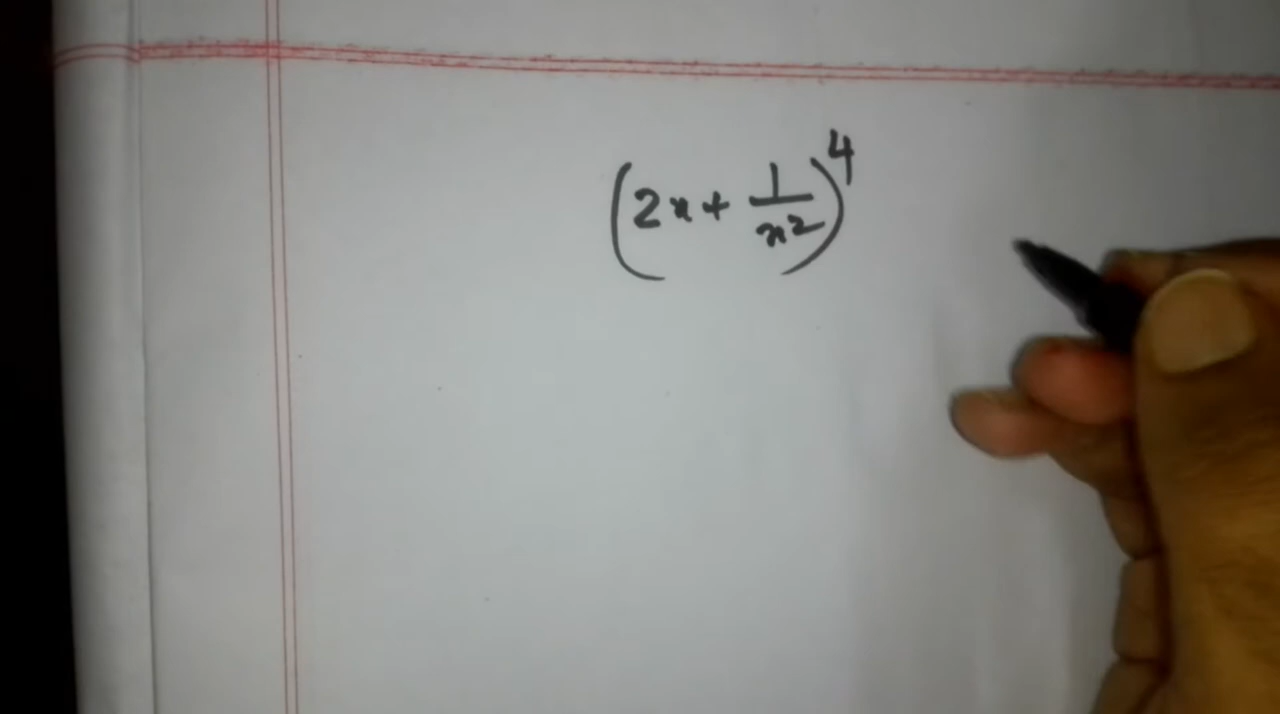 (2x + 1/x²)⁴